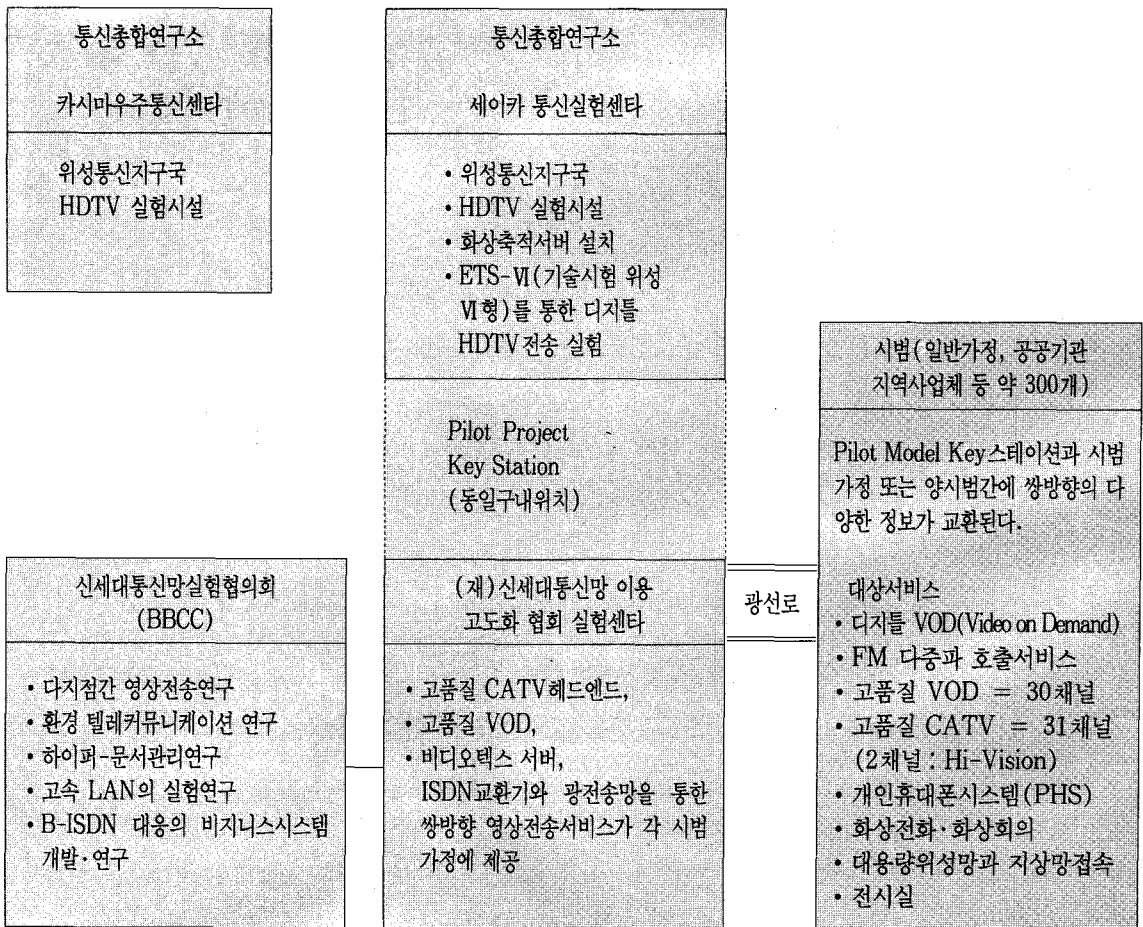 통신총합연구소
카시마우주통신센타
위성통신지구국
HDTV 실험시설
통신총합연구소
세이카 통신실험센타
• 위성통신지구국
• HDTV 실험시설
• 화상축적서버 설치
• ETS-Ⅵ(기술시험 위성
Ⅵ형)를 통한 디지틀
HDTV전송 실험
Pilot Project
Key Station
(동일구내위치)
신세대통신망실험협의회
(BBCC)
• 다지점간 영상전송연구
• 환경 텔레커뮤니케이션 연구
• 하이퍼-문서관리연구
• 고속 LAN의 실험연구
• B-ISDN 대응의 비지니스시스템
개발·연구
(재)신세대통신망 이용
고도화 협회 실험센타
• 고품질 CATV헤드엔드,
• 고품질 VOD,
• 비디오텍스 서버,
ISDN교환기와 광전송망을 통한
쌍방향 영상전송서비스가 각 시범
가정에 제공
광선로
시범(일반가정, 공공기관
지역사업체 등 약 300개)
Pilot Model Key스테이션과 시범
가정 또는 양시범간에 쌍방향의 다
양한 정보가 교환된다.
대상서비스
• 디지틀 VOD(Video on Demand)
• FM 다중파 호출서비스
• 고품질 VOD = 30채널
• 고품질 CATV = 31채널
(2채널 : Hi-Vision)
• 개인휴대폰시스템(PHS)
• 화상전화·화상회의
• 대용량위성망과 지상망접속
• 전시실